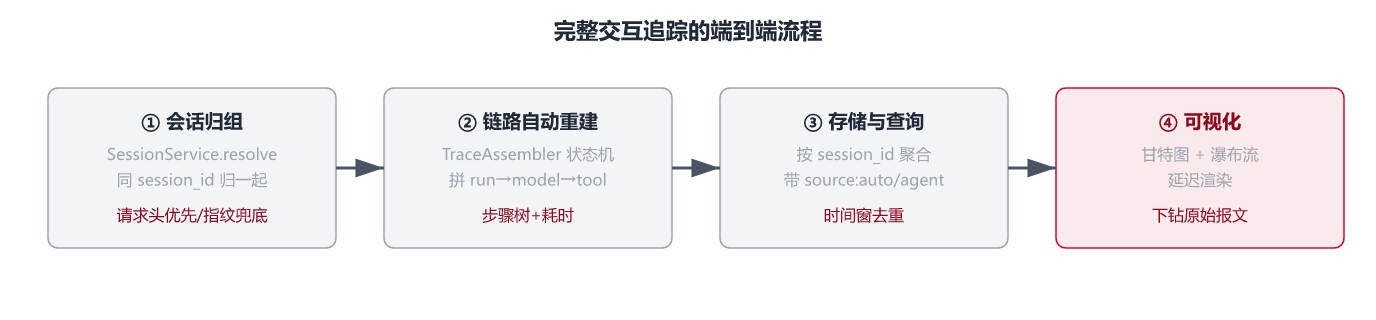 完整交互追踪的端到端流程
① 会话归组
SessionService.resolve
同 session_id 归一起
请求头优先/指纹兜底
② 链路自动重建
TraceAssembler 状态机
拼 run→model→tool
步骤树+耗时
③ 存储与查询
按 session_id 聚合
带 source:auto/agent
时间窗去重
④ 可视化
甘特图 + 瀑布流
延迟渲染
下钻原始报文